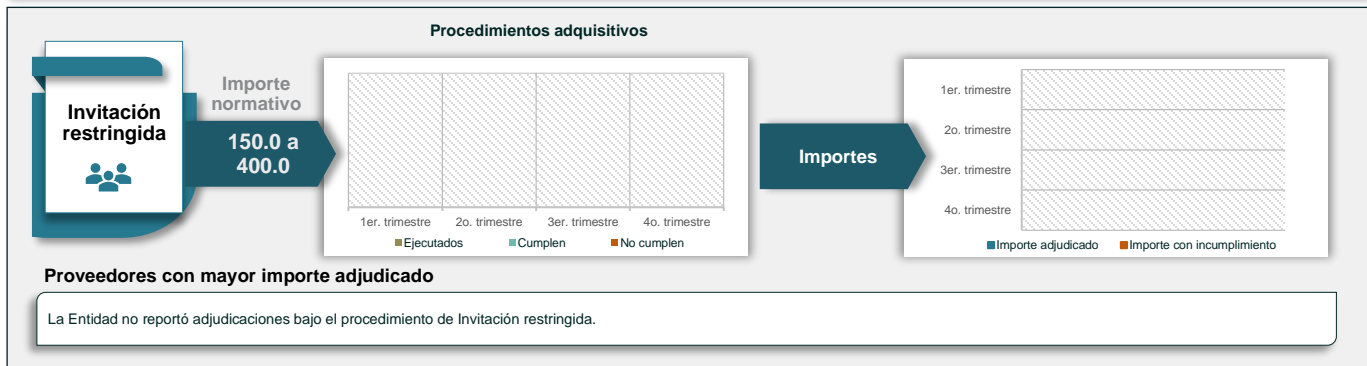 Procedimientos adquisitivos
Invitación
restringida
Importe
normativo
150.0 a
400.0
1er. trimestre
2o. trimestre
3er. trimestre
4o. trimestre
Ejecutados
Cumplen
No cumplen
Importes
1er. trimestre
2o. trimestre
3er. trimestre
4o. trimestre
Importe adjudicado
Importe con incumplimiento
Proveedores con mayor importe adjudicado
La Entidad no reportó adjudicaciones bajo el procedimiento de Invitación restringida.